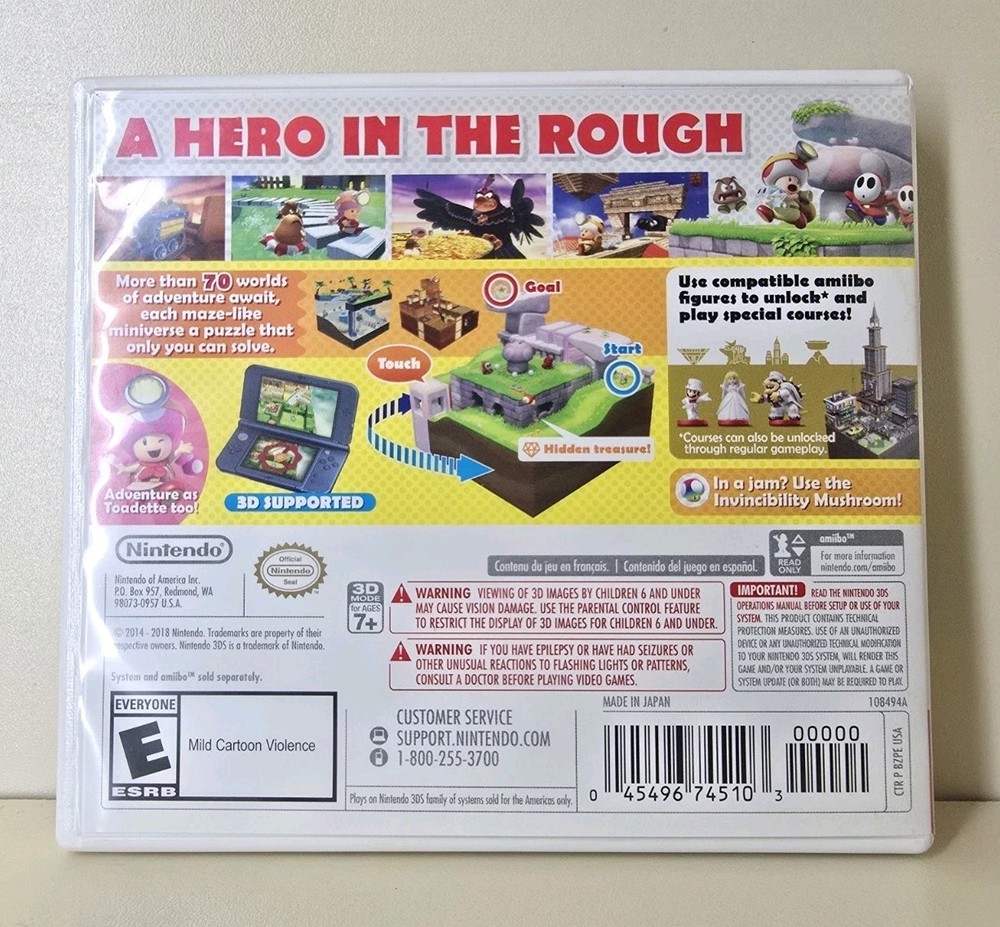 A HERO IN THE ROUGH
More than 70 worlds
of adventure await,
each maze-like
miniverse a puzzle that
only you can solve.
Goal
Start
Touch
Hidden treasure!
Use compatible amiibo
figures to unlock* and
play special courses!
*Courses can also be unlocked
through regular gameplay.
Adventure as
Toadette too!
3D SUPPORTED
In a jam? Use the
Invincibility Mushroom!
Nintendo®
Official
Nintendo
Seal
Nintendo of America Inc.
P.O. Box 957, Redmond, WA
98073-0957 U.S.A.
© 2014 - 2018 Nintendo. Trademarks are property of their
respective owners. Nintendo 3DS is a trademark of Nintendo.
System and amiibo™ sold separately.
Contenu du jeu en français. | Contenido del juego en español.
READ
ONLY
amiibo™
For more information
nintendo.com/amiibo
3D
MODE
for AGES
7+
WARNING VIEWING OF 3D IMAGES BY CHILDREN 6 AND UNDER
MAY CAUSE VISION DAMAGE. USE THE PARENTAL CONTROL FEATURE
TO RESTRICT THE DISPLAY OF 3D IMAGES FOR CHILDREN 6 AND UNDER.
WARNING IF YOU HAVE EPILEPSY OR HAVE HAD SEIZURES OR
OTHER UNUSUAL REACTIONS TO FLASHING LIGHTS OR PATTERNS,
CONSULT A DOCTOR BEFORE PLAYING VIDEO GAMES.
IMPORTANT! READ THE NINTENDO 3DS
OPERATIONS MANUAL BEFORE SETUP OR USE OF YOUR
SYSTEM. THIS PRODUCT CONTAINS TECHNICAL
PROTECTION MEASURES. USE OF AN UNAUTHORIZED
DEVICE OR ANY UNAUTHORIZED TECHNICAL MODIFICATION
TO YOUR NINTENDO 3DS SYSTEM, WILL RENDER THIS
GAME AND/OR YOUR SYSTEM UNPLAYABLE. A GAME OR
SYSTEM UPDATE (OR BOTH) MAY BE REQUIRED TO PLAY.
EVERYONE
E
ESRB
Mild Cartoon Violence
CUSTOMER SERVICE
SUPPORT.NINTENDO.COM
1-800-255-3700
Plays on Nintendo 3DS family of systems sold for the Americas only.
MADE IN JAPAN
108494A
00000
0 45496 74510 3
CTR P BZPE USA